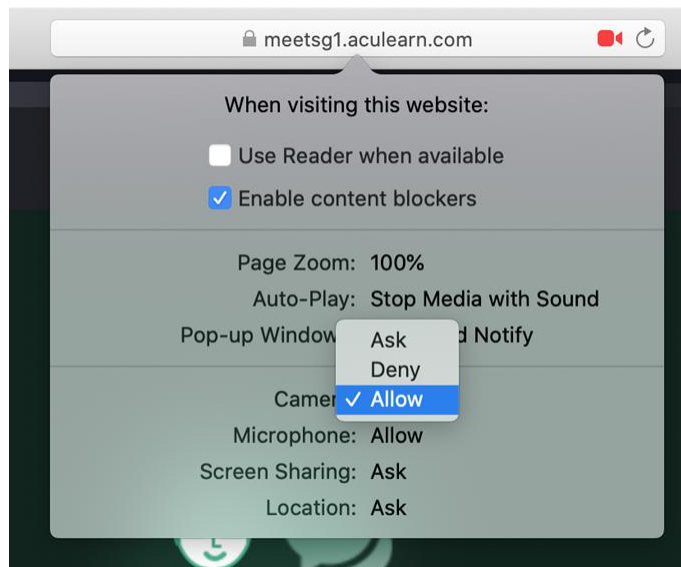 meetsg1.aculearn.com
When visiting this website:
Use Reader when available
Enable content blockers
Page Zoom: 100%
Auto-Play: Stop Media with Sound
Pop-up Window Notify
Ask
Deny
Camer ✓ Allow
Microphone: Allow
Screen Sharing: Ask
Location: Ask